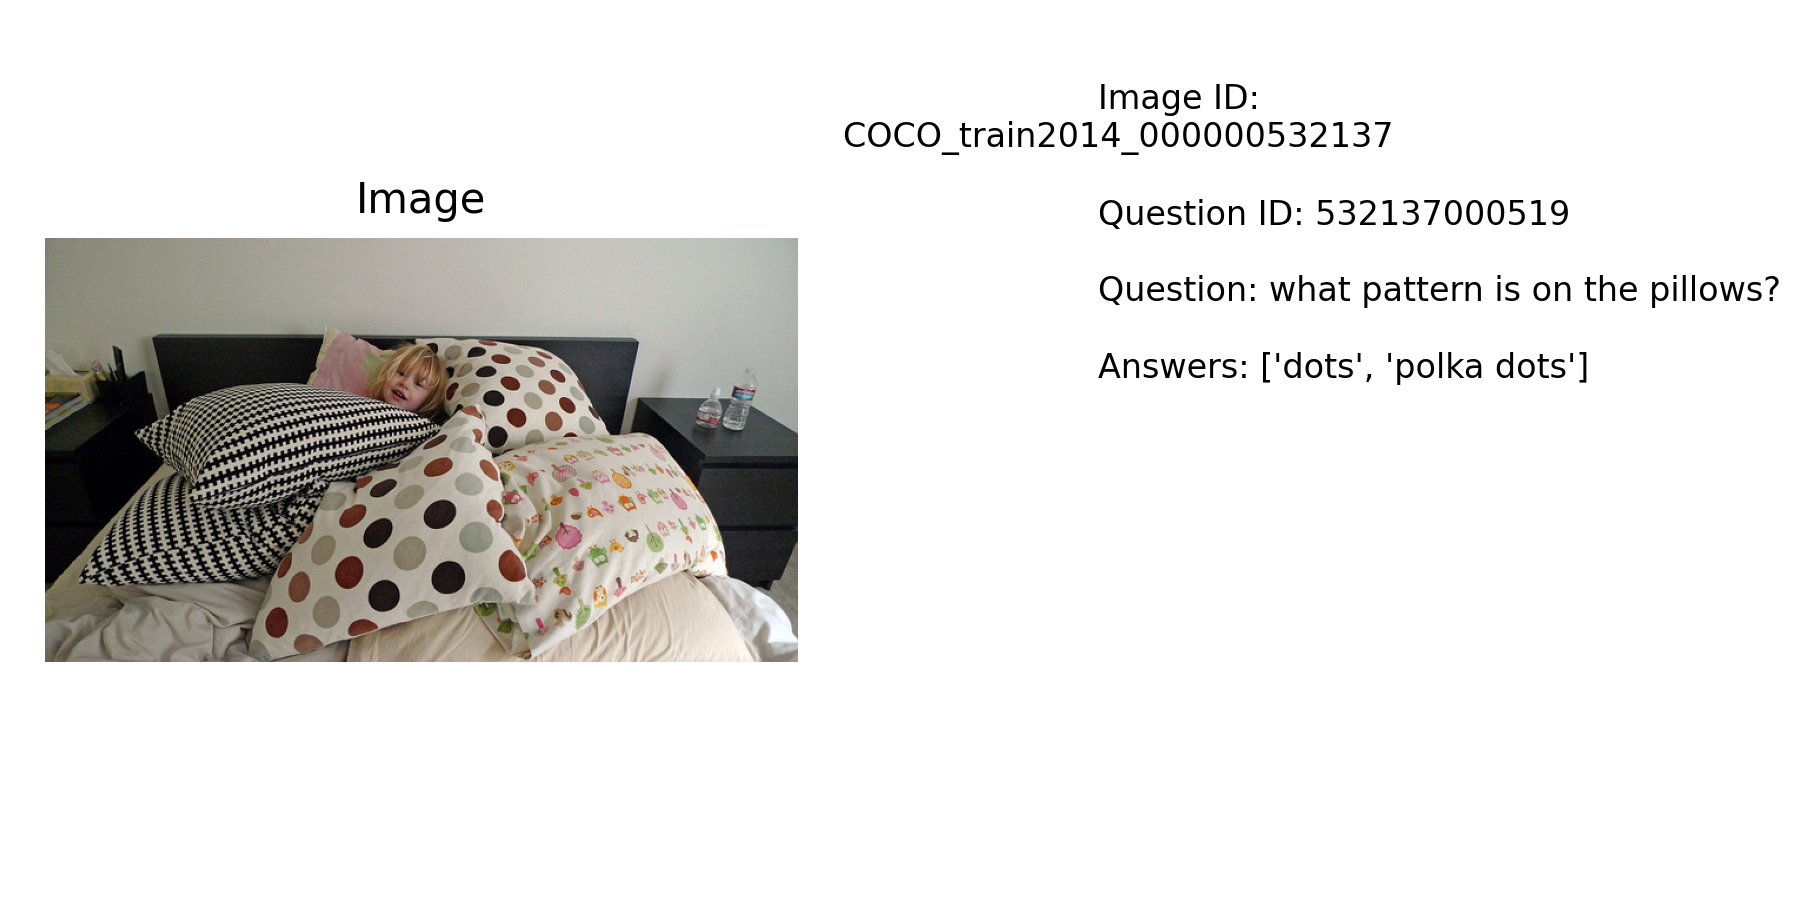 Image
Image ID:
COCO_train2014_000000532137
Question ID: 532137000519
Question: what pattern is on the pillows?
Answers: ['dots', 'polka dots']